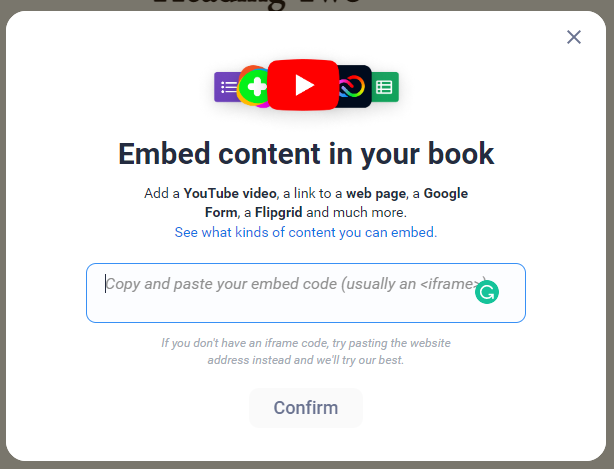 Heading Two
Embed content in your book
Add a YouTube video, a link to a web page, a Google
Form, a Flipgrid and much more.
See what kinds of content you can embed.
Copy and paste your embed code (usually an <iframe>)
If you don't have an iframe code, try pasting the website
address instead and we'll try our best.
Confirm